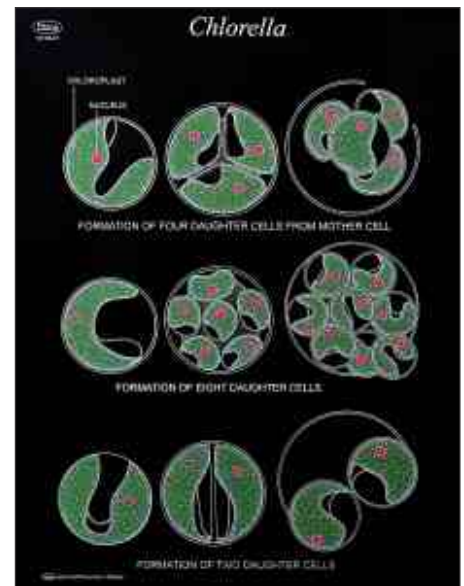 Chlorella
CHLOROPLAST
NUCLEUS
FORMATION OF FOUR DAUGHTER CELLS FROM MOTHER CELL
FORMATION OF EIGHT DAUGHTER CELLS
FORMATION OF TWO DAUGHTER CELLS